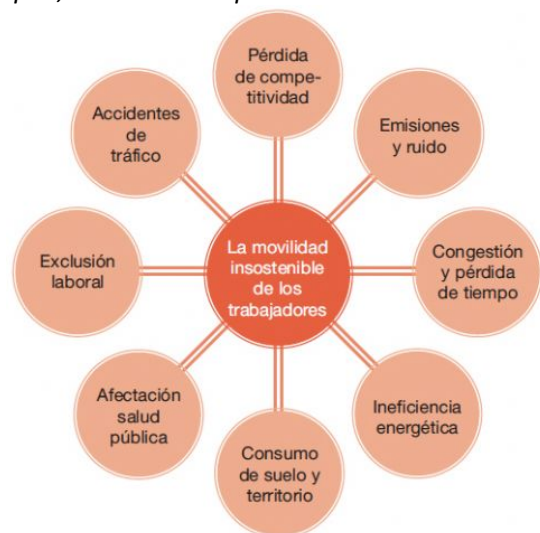 Pérdida
de compe-
titividad
Emisiones
y ruido
Congestión
y pérdida
de tiempo
Ineficiencia
energética
Consumo
de suelo y
territorio
Afectación
salud
pública
Exclusión
laboral
Accidentes
de
tráfico
La movilidad
insostenible
de los
trabajadores